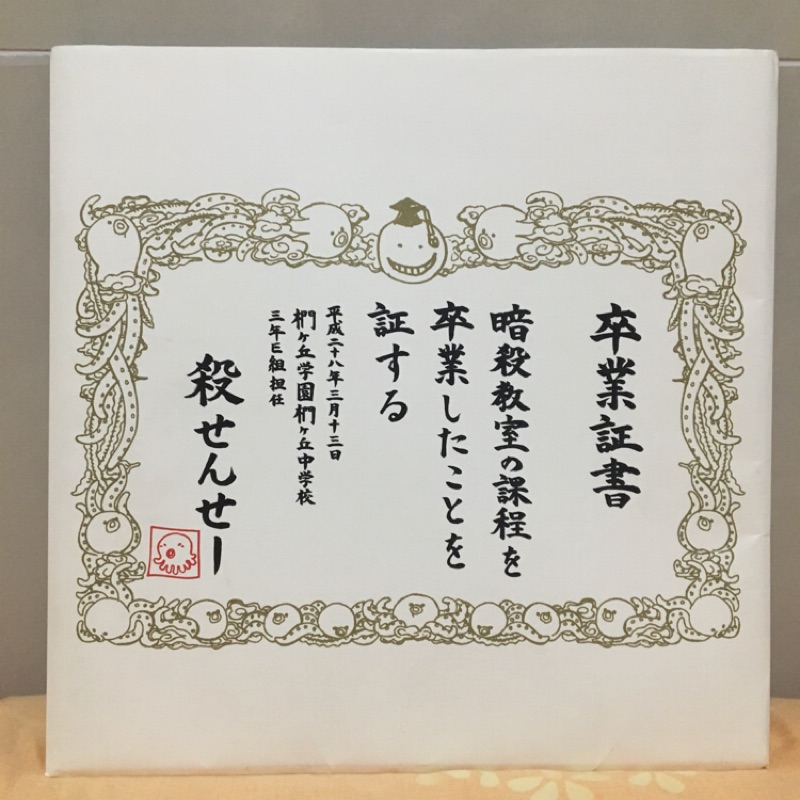 卒業証書
暗殺教室の課程を
卒業したことを
証する
平成二十八年三月十三日
椚ヶ丘学園椚ヶ丘中学校
三年E組担任
殺せんせー